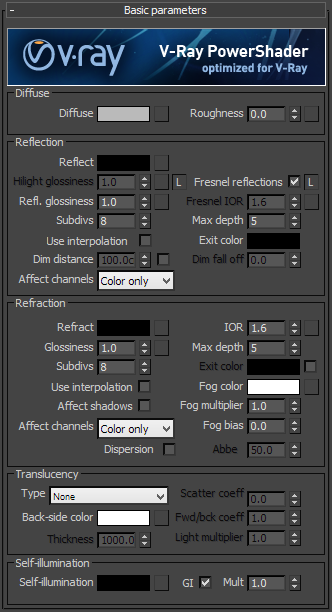 Basic parameters
v·ray V-Ray PowerShader
optimized for V-Ray
Diffuse
Diffuse Roughness 0.0
Reflection
Reflect
Hilight glossiness 1.0 L Fresnel reflections L
Refl. glossiness 1.0 Fresnel IOR 1.6
Subdivs 8 Max depth 5
Use interpolation Exit color
Dim distance 100.0c Dim fall off 0.0
Affect channels Color only
Refraction
Refract IOR 1.6
Glossiness 1.0 Max depth 5
Subdivs 8 Exit color
Use interpolation Fog color
Affect shadows Fog multiplier 1.0
Affect channels Color only Fog bias 0.0
Dispersion Abbe 50.0
Translucency
Type None Scatter coeff 0.0
Back-side color Fwd/bck coeff 1.0
Thickness 1000.0 Light multiplier 1.0
Self-illumination
Self-illumination GI Mult 1.0